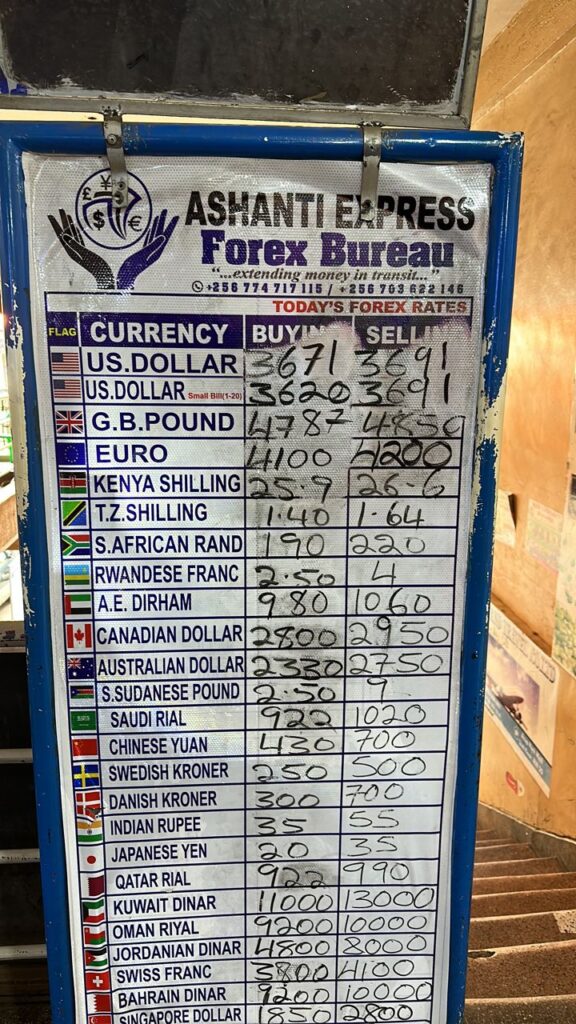 ASHANTI EXPRESS
Forex Bureau
"...extending money in transit..."
+256 774 717 115 / +256 703 622 146
TODAY'S FOREX RATES
FLAG CURRENCY BUYING SELLI
US.DOLLAR 3671 3691
US.DOLLAR Small Bill(1-20) 3620 3691
G.B.POUND 4787 4850
EURO 4100 4200
KENYA SHILLING 25.9 26.6
T.Z.SHILLING 1.40 1.64
S.AFRICAN RAND 190 220
RWANDESE FRANC 2.50 4
A.E. DIRHAM 980 1060
CANADIAN DOLLAR 2800 2950
AUSTRALIAN DOLLAR 2330 2750
S.SUDANESE POUND 2.50 9
SAUDI RIAL 922 1020
CHINESE YUAN 430 700
SWEDISH KRONER 250 500
DANISH KRONER 300 700
INDIAN RUPEE 35 55
JAPANESE YEN 20 35
QATAR RIAL 922 990
KUWAIT DINAR 11000 13000
OMAN RIYAL 9200 10000
JORDANIAN DINAR 4800 8000
SWISS FRANC 3800 4100
BAHRAIN DINAR 9200 10000
SINGAPORE DOLLAR 1850 2800